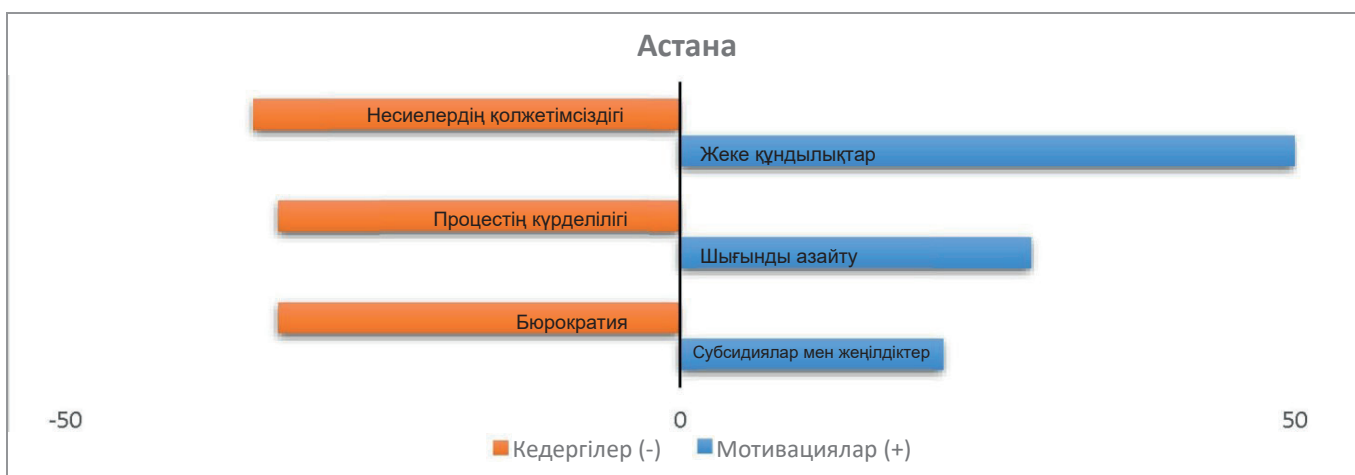 Астана
Несиелердің қолжетімсіздігі
Жеке құндылықтар
Процестің күрделілігі
Шығынды азайту
Бюрократия
Субсидиялар мен жеңілдіктер
-50 0 50
Кедергілер (-) Мотивациялар (+)